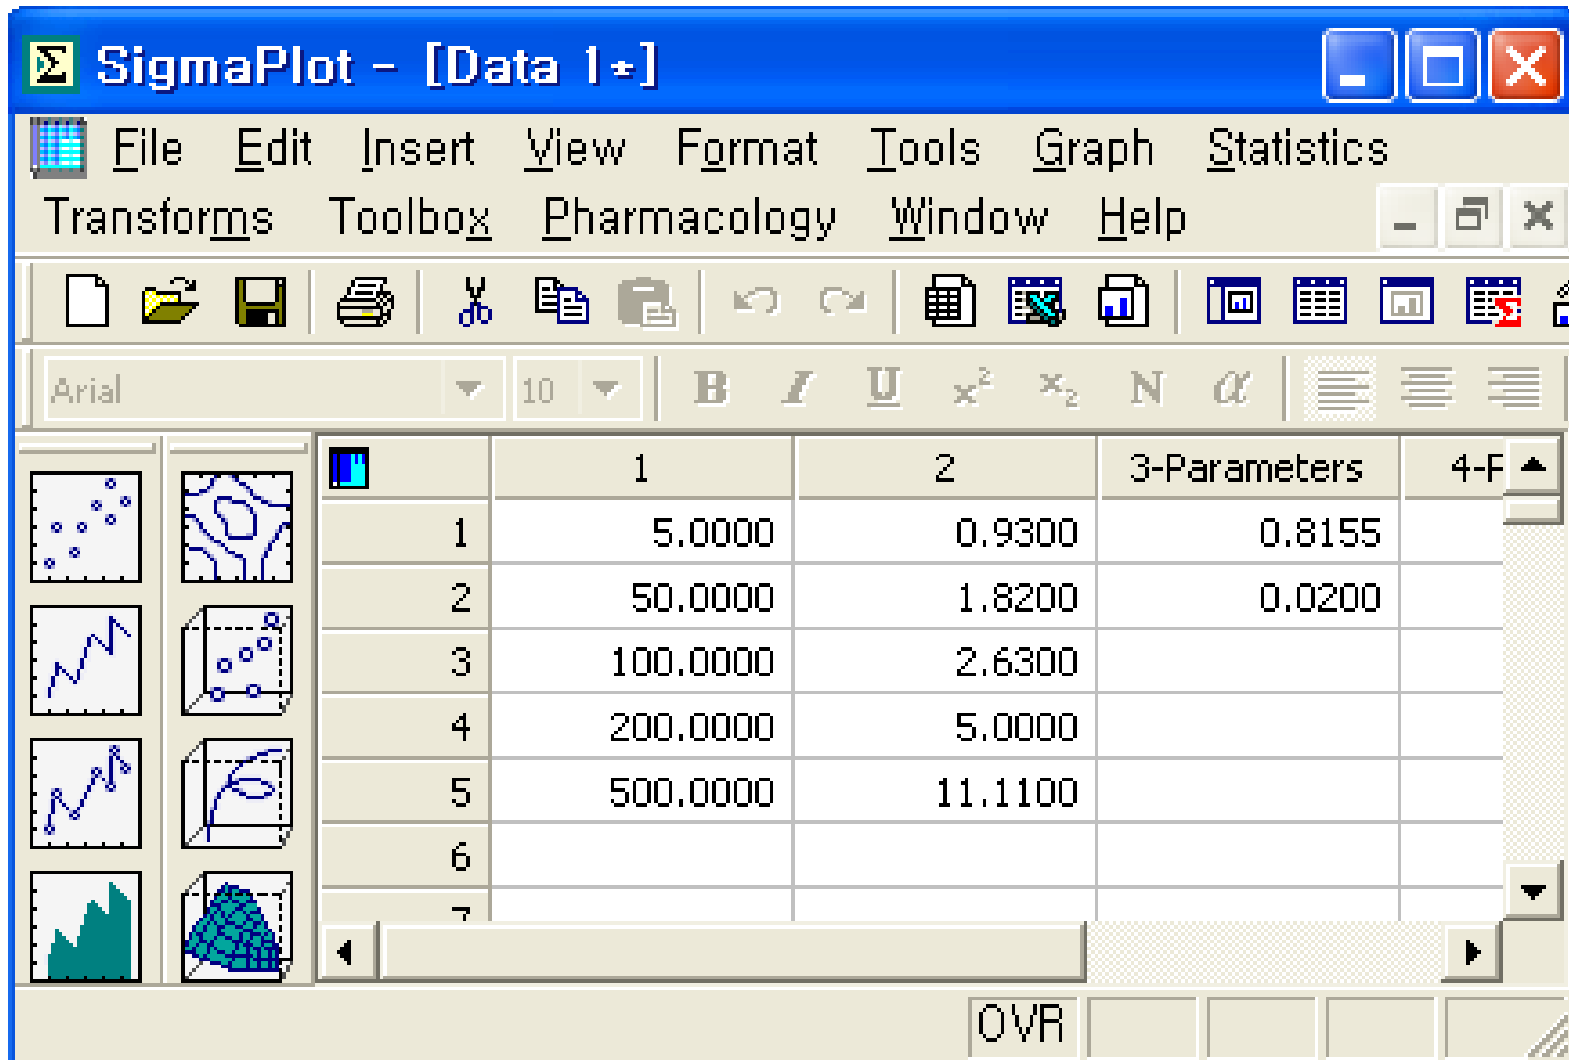 SigmaPlot - [Data 1*]
File Edit Insert View Format Tools Graph Statistics
Transforms Toolbox Pharmacology Window Help
Arial 10 B I U x² x₂ N α
1 2 3-Parameters 4-P
1 5.0000 0.9300 0.8155
2 50.0000 1.8200 0.0200
3 100.0000 2.6300
4 200.0000 5.0000
5 500.0000 11.1100
6
7
OVR